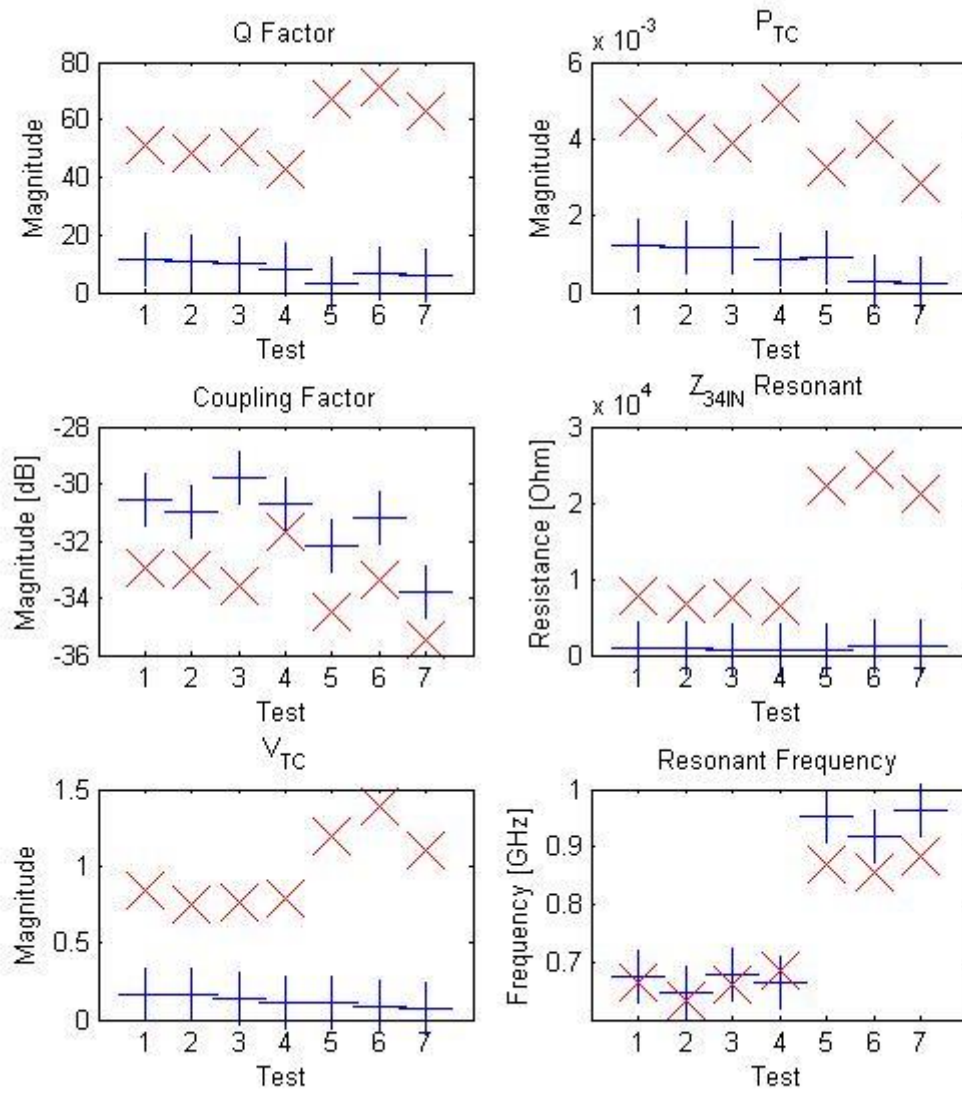 Q Factor
Magnitude
80
60
40
20
0
1 2 3 4 5 6 7
Test
P_TC
x 10^-3
Magnitude
6
4
2
0
1 2 3 4 5 6 7
Test
Coupling Factor
Magnitude [dB]
-28
-30
-32
-34
-36
1 2 3 4 5 6 7
Test
Z_34IN Resonant
x 10^4
Resistance [Ohm]
3
2
1
0
1 2 3 4 5 6 7
Test
V_TC
Magnitude
1.5
1
0.5
0
1 2 3 4 5 6 7
Test
Resonant Frequency
Frequency [GHz]
1
0.9
0.8
0.7
1 2 3 4 5 6 7
Test